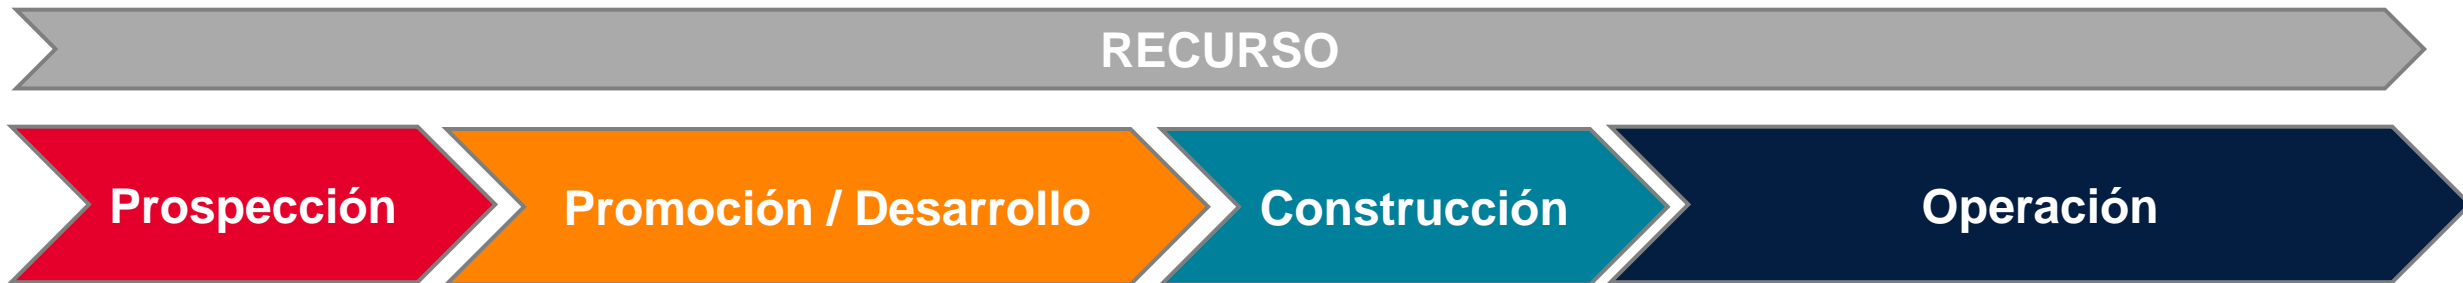 RECURSO
Prospección
Promoción / Desarrollo
Construcción
Operación